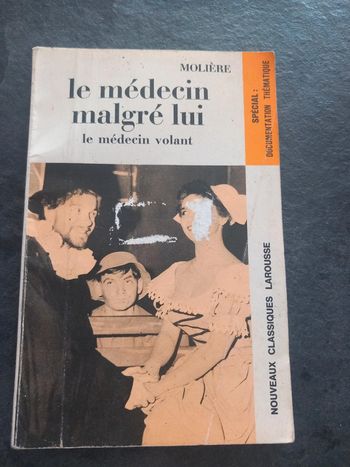 MOLIÈRE
le médecin
malgré lui
le médecin volant
SPÉCIAL :
DOCUMENTATION THÉMATIQUE
NOUVEAUX CLASSIQUES LAROUSSE